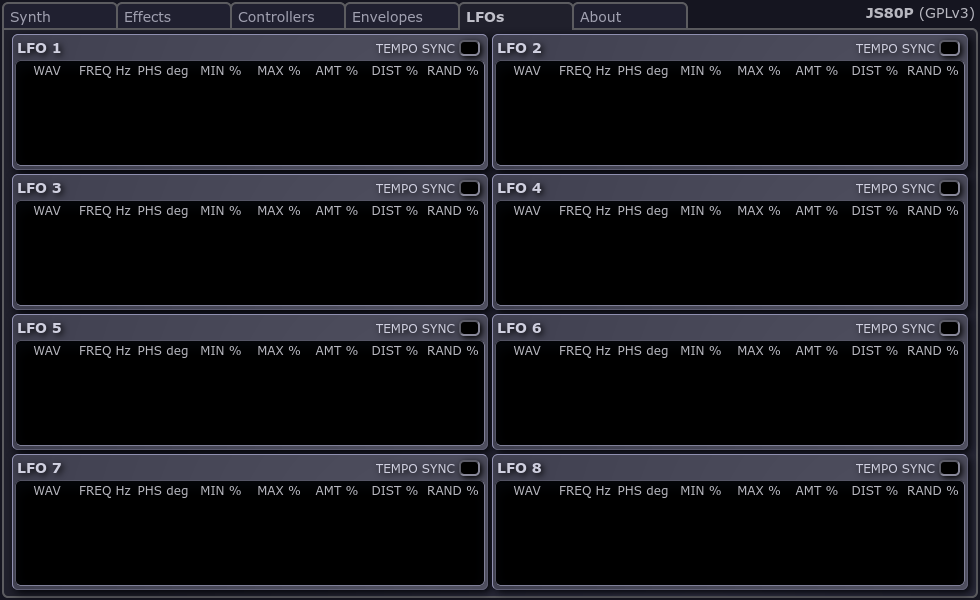 Synth Effects Controllers Envelopes LFOs About JS80P (GPLv3)
LFO 1 TEMPO SYNC LFO 2 TEMPO SYNC
WAV FREQ Hz PHS deg MIN % MAX % AMT % DIST % RAND % WAV FREQ Hz PHS deg MIN % MAX % AMT % DIST % RAND %
LFO 3 TEMPO SYNC LFO 4 TEMPO SYNC
WAV FREQ Hz PHS deg MIN % MAX % AMT % DIST % RAND % WAV FREQ Hz PHS deg MIN % MAX % AMT % DIST % RAND %
LFO 5 TEMPO SYNC LFO 6 TEMPO SYNC
WAV FREQ Hz PHS deg MIN % MAX % AMT % DIST % RAND % WAV FREQ Hz PHS deg MIN % MAX % AMT % DIST % RAND %
LFO 7 TEMPO SYNC LFO 8 TEMPO SYNC
WAV FREQ Hz PHS deg MIN % MAX % AMT % DIST % RAND % WAV FREQ Hz PHS deg MIN % MAX % AMT % DIST % RAND %